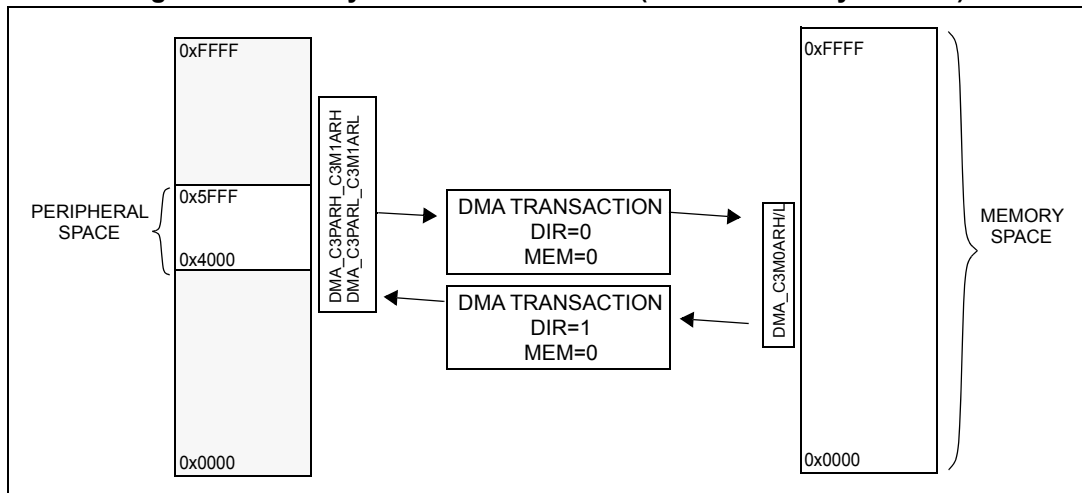 0xFFFF
0x5FFF
PERIPHERAL
SPACE
0x4000
0x0000
DMA_C3PARH_C3M1ARH
DMA_C3PARL_C3M1ARL
DMA TRANSACTION
DIR=0
MEM=0
DMA TRANSACTION
DIR=1
MEM=0
DMA_C3M0ARH/L
0xFFFF
MEMORY
SPACE
0x0000